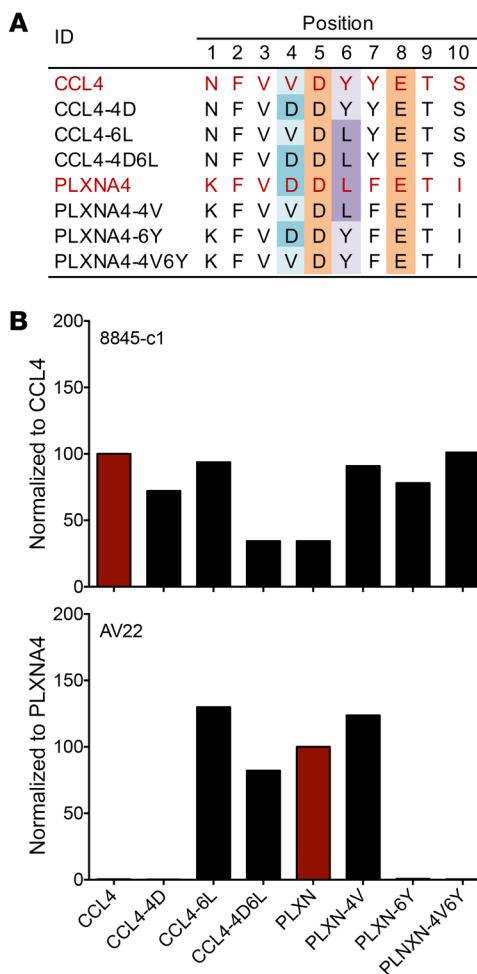 A
ID Position
1 2 3 4 5 6 7 8 9 10
CCL4 N F V V D Y Y E T S
CCL4-4D N F V D D Y Y E T S
CCL4-6L N F V V D L Y E T S
CCL4-4D6L N F V D D L Y E T S
PLXNA4 K F V D D L F E T I
PLXNA4-4V K F V V D L F E T I
PLXNA4-6Y K F V D D Y F E T I
PLXNA4-4V6Y K F V V D Y F E T I
B
8845-c1
Normalized to CCL4
200
150
100
50
0
AV22
Normalized to PLXNA4
200
150
100
50
0
CCL4
CCL4-4D
CCL4-6L
CCL4-4D6L
PLXN
PLXN-4V
PLXN-6Y
PLNXN-4V6Y